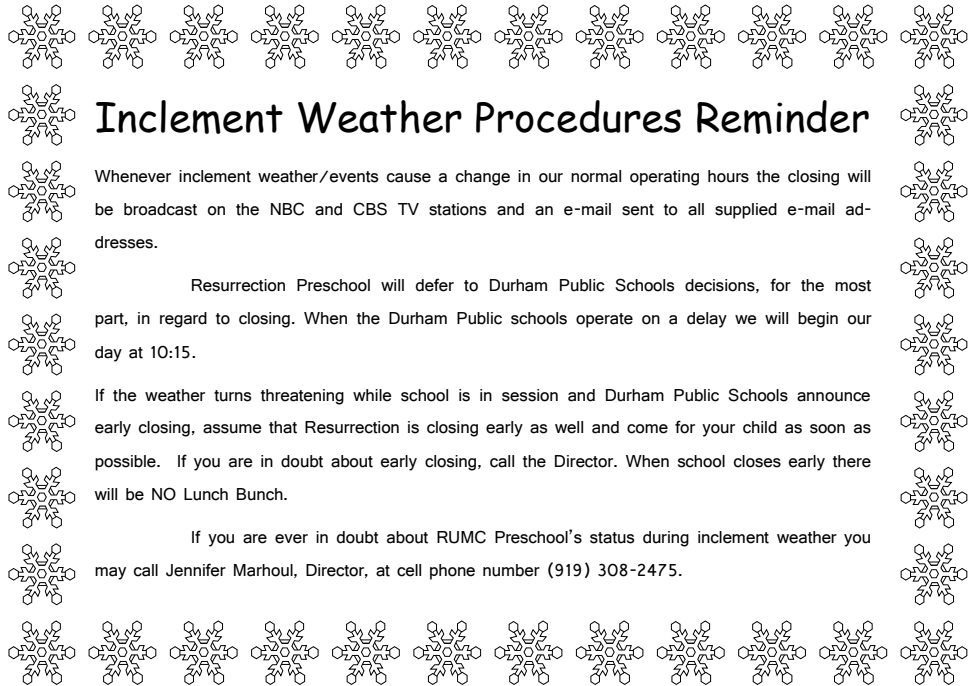 Inclement Weather Procedures Reminder
Whenever inclement weather/events cause a change in our normal operating hours the closing will
be broadcast on the NBC and CBS TV stations and an e-mail sent to all supplied e-mail ad-
dresses.
Resurrection Preschool will defer to Durham Public Schools decisions, for the most
part, in regard to closing. When the Durham Public schools operate on a delay we will begin our
day at 10:15.
If the weather turns threatening while school is in session and Durham Public Schools announce
early closing, assume that Resurrection is closing early as well and come for your child as soon as
possible.  If you are in doubt about early closing, call the Director. When school closes early there
will be NO Lunch Bunch.
If you are ever in doubt about RUMC Preschool's status during inclement weather you
may call Jennifer Marhoul, Director, at cell phone number (919) 308-2475.